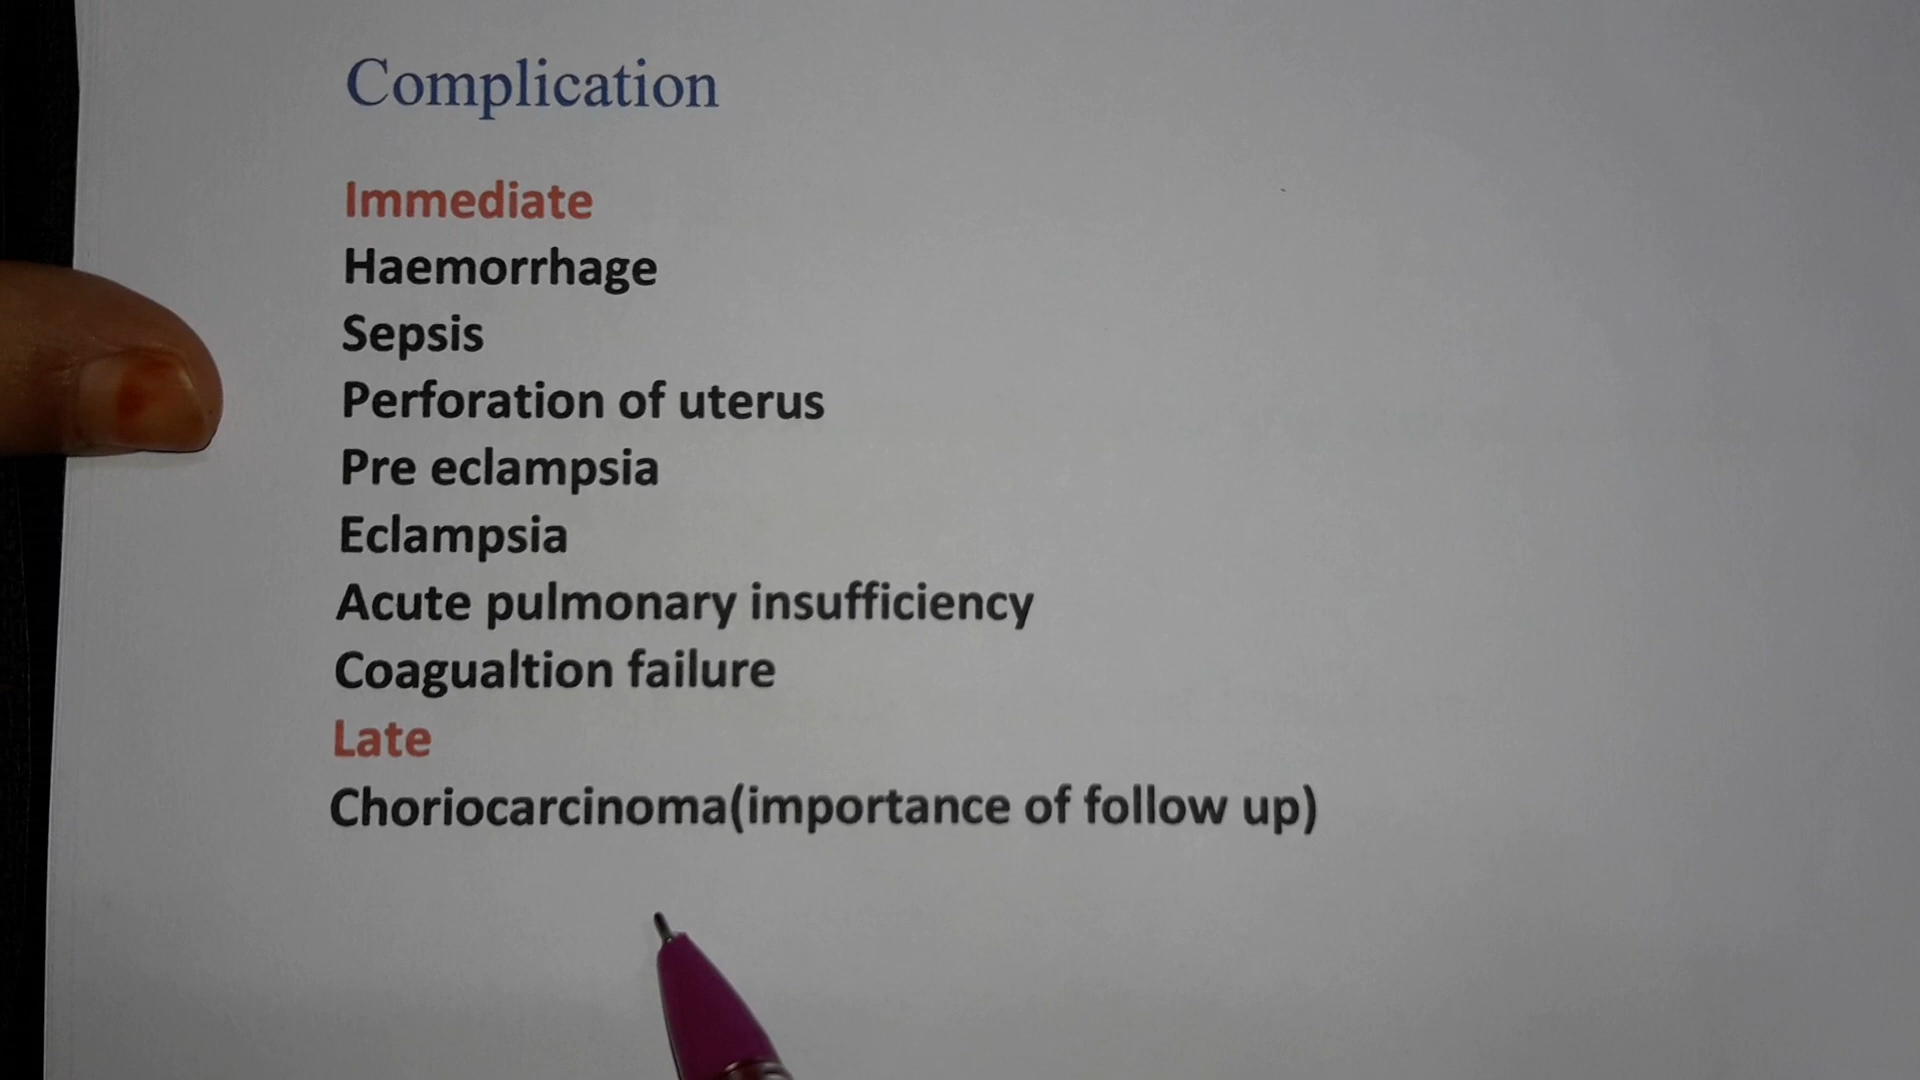 Complication
Immediate
Haemorrhage
Sepsis
Perforation of uterus
Pre eclampsia
Eclampsia
Acute pulmonary insufficiency
Coagualtion failure
Late
Choriocarcinoma(importance of follow up)